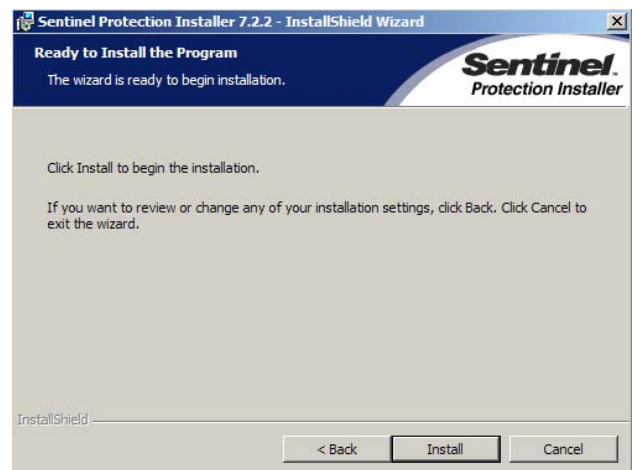 Sentinel Protection Installer 7.2.2 - InstallShield Wizard
Ready to Install the Program
The wizard is ready to begin installation.
Sentinel.
Protection Installer
Click Install to begin the installation.
If you want to review or change any of your installation settings, click Back. Click Cancel to
exit the wizard.
InstallShield
< Back
Install
Cancel